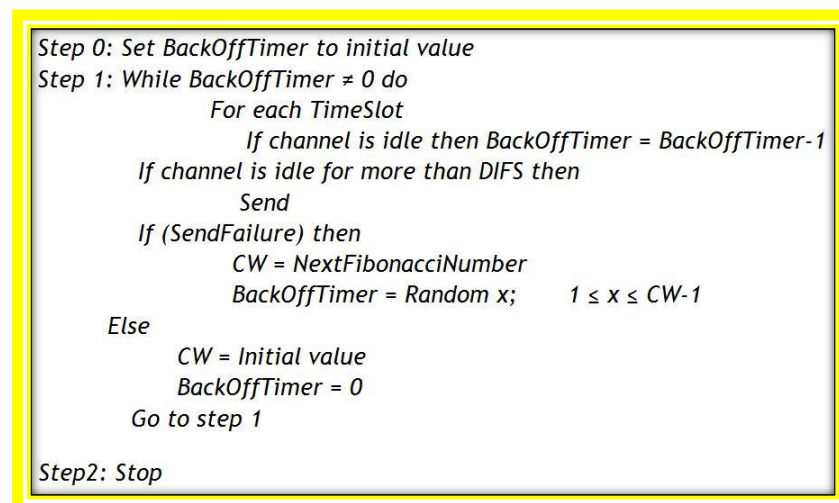 Step 0: Set BackOffTimer to initial value
Step 1: While BackOffTimer ≠ 0 do
For each TimeSlot
If channel is idle then BackOffTimer = BackOffTimer-1
If channel is idle for more than DIFS then
Send
If (SendFailure) then
CW = NextFibonacciNumber
BackOffTimer = Random x; 1 ≤ x ≤ CW-1
Else
CW = Initial value
BackOffTimer = 0
Go to step 1
Step2: Stop